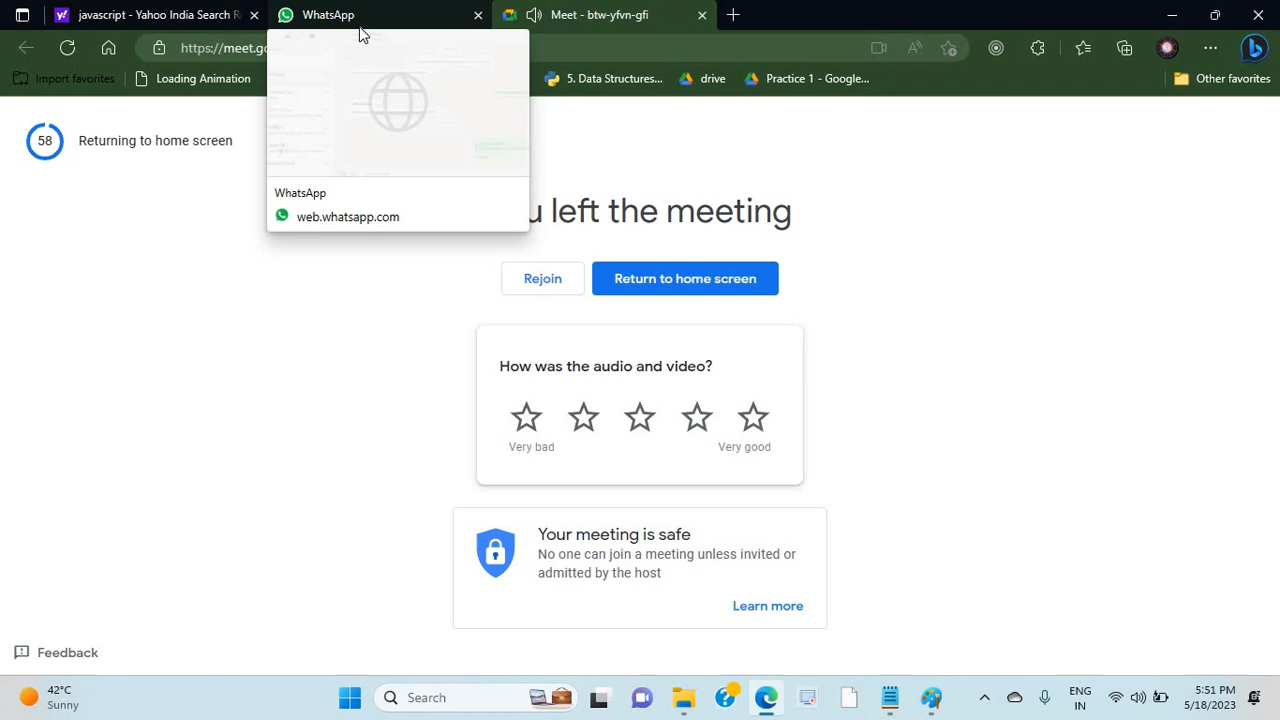 javascript - Yahoo India Search Re
WhatsApp
Meet - btw-yfvn-gfi
https://meet.go
Import favorites
Loading Animation
5. Data Structures...
drive
Practice 1 - Google...
Other favorites
58
Returning to home screen
WhatsApp
web.whatsapp.com
u left the meeting
Rejoin
Return to home screen
How was the audio and video?
Very bad
Very good
Your meeting is safe
No one can join a meeting unless invited or
admitted by the host
Learn more
Feedback
42°C
Sunny
Search
ENG
IN
5:51 PM
5/18/2023